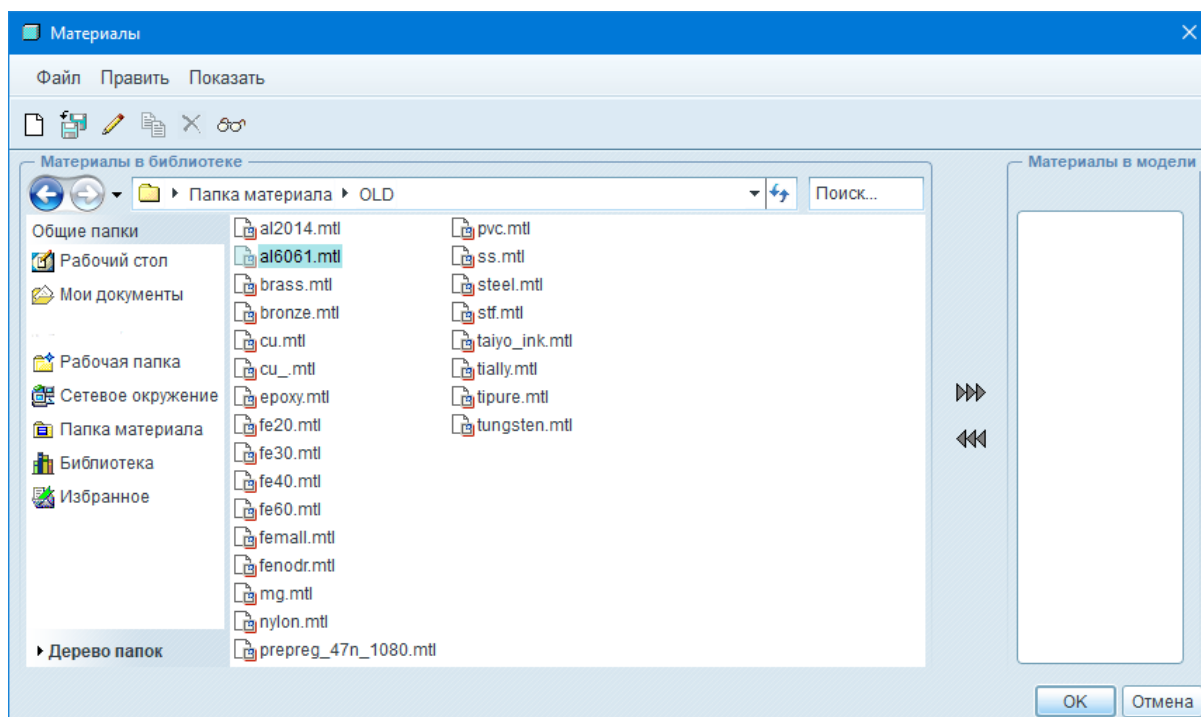 Материалы
Файл Править Показать
Материалы в библиотеке
Папка материала OLD
Поиск...
Общие папки
Рабочий стол
Мои документы
Рабочая папка
Сетевое окружение
Папка материала
Библиотека
Избранное
Дерево папок
al2014.mtl
al6061.mtl
brass.mtl
bronze.mtl
cu.mtl
cu_.mtl
epoxy.mtl
fe20.mtl
fe30.mtl
fe40.mtl
fe60.mtl
femall.mtl
fenodr.mtl
mg.mtl
nylon.mtl
prepreg_47n_1080.mtl
pvc.mtl
ss.mtl
steel.mtl
stf.mtl
taiyo_ink.mtl
tially.mtl
tipure.mtl
tungsten.mtl
Материалы в модели
OK
Отмена